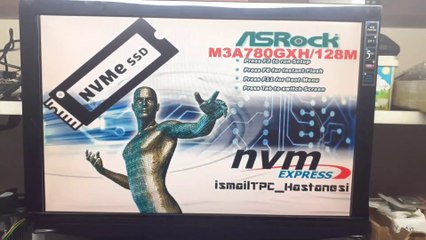 ASRock
M3A780GXH/128M
Press F2 to run Setup
Press F6 for Instant Flash
Press F11 for Boot Menu
Press Tab to switch Screen
NVMe SSD
nvm
EXPRESS
ismailTPC_Hastanesi